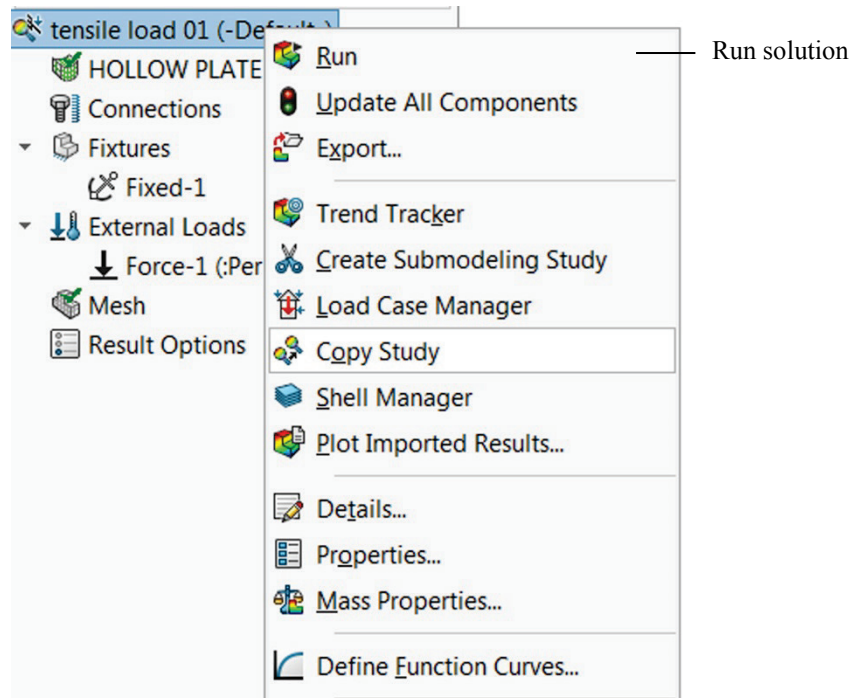 tensile load 01 (-Default-)
HOLLOW PLATE
Connections
Fixtures
Fixed-1
External Loads
Force-1 (:Per
Mesh
Result Options
Run
Update All Components
Export...
Trend Tracker
Create Submodeling Study
Load Case Manager
Copy Study
Shell Manager
Plot Imported Results...
Details...
Properties...
Mass Properties...
Define Function Curves...
Run solution